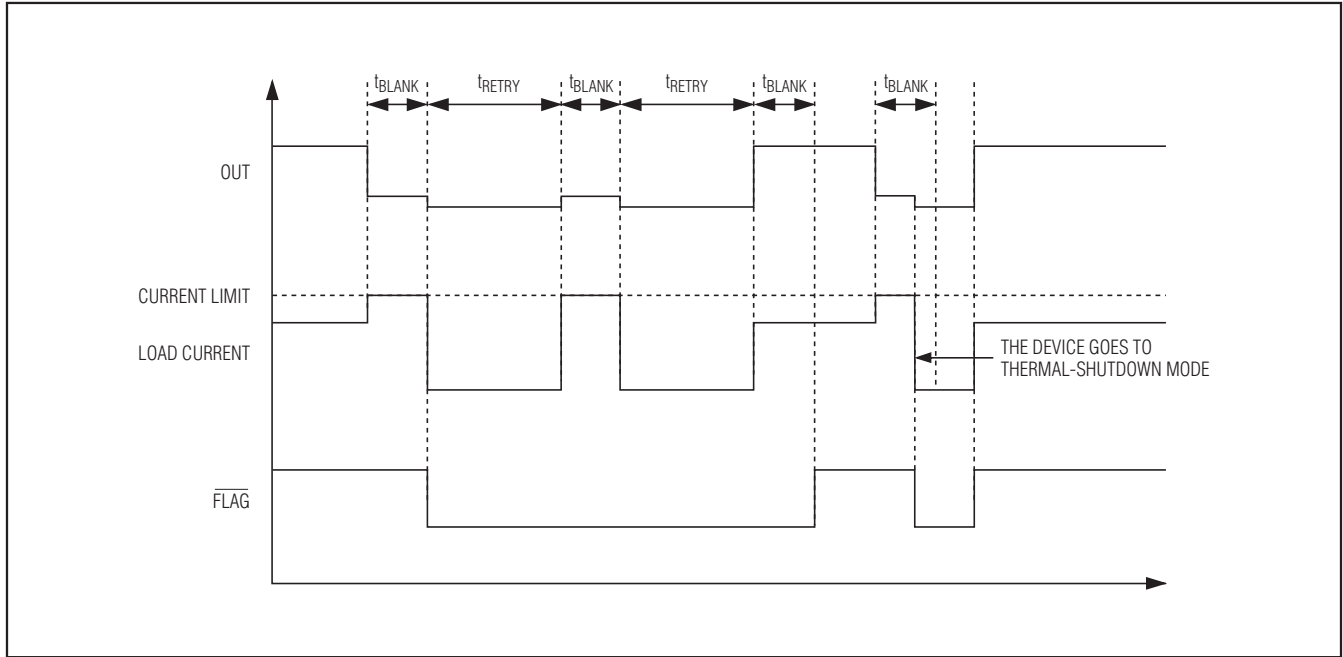 tBLANK tRETRY tBLANK tRETRY tBLANK tBLANK
OUT
CURRENT LIMIT
LOAD CURRENT
THE DEVICE GOES TO
THERMAL-SHUTDOWN MODE
FLAG